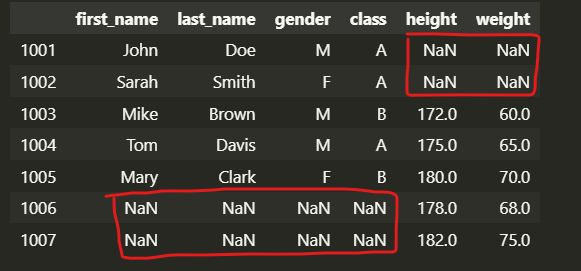 first_name last_name gender class height weight
1001 John Doe M A NaN NaN
1002 Sarah Smith F A NaN NaN
1003 Mike Brown M B 172.0 60.0
1004 Tom Davis M A 175.0 65.0
1005 Mary Clark F B 180.0 70.0
1006 NaN NaN NaN NaN 178.0 68.0
1007 NaN NaN NaN NaN 182.0 75.0